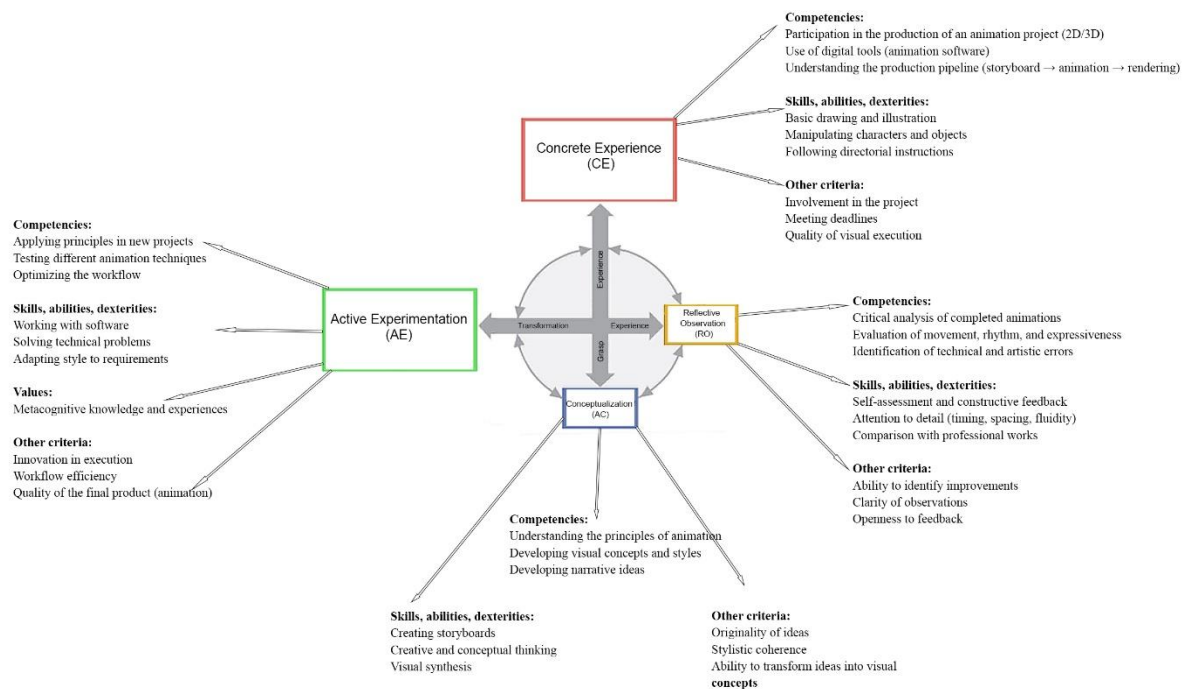 Competencies:
Participation in the production of an animation project (2D/3D)
Use of digital tools (animation software)
Understanding the production pipeline (storyboard → animation → rendering)
Skills, abilities, dexterities:
Basic drawing and illustration
Manipulating characters and objects
Following directorial instructions
Other criteria:
Involvement in the project
Meeting deadlines
Quality of visual execution
Concrete Experience
(CE)
Competencies:
Applying principles in new projects
Testing different animation techniques
Optimizing the workflow
Skills, abilities, dexterities:
Working with software
Solving technical problems
Adapting style to requirements
Values:
Metacognitive knowledge and experiences
Other criteria:
Innovation in execution
Workflow efficiency
Quality of the final product (animation)
Active Experimentation
(AE)
Experience
Transformation
Experience
Grasp
Reflective
Observation
(RO)
Competencies:
Critical analysis of completed animations
Evaluation of movement, rhythm, and expressiveness
Identification of technical and artistic errors
Skills, abilities, dexterities:
Self-assessment and constructive feedback
Attention to detail (timing, spacing, fluidity)
Comparison with professional works
Other criteria:
Ability to identify improvements
Clarity of observations
Openness to feedback
Conceptualization
(AC)
Competencies:
Understanding the principles of animation
Developing visual concepts and styles
Developing narrative ideas
Skills, abilities, dexterities:
Creating storyboards
Creative and conceptual thinking
Visual synthesis
Other criteria:
Originality of ideas
Stylistic coherence
Ability to transform ideas into visual
concepts